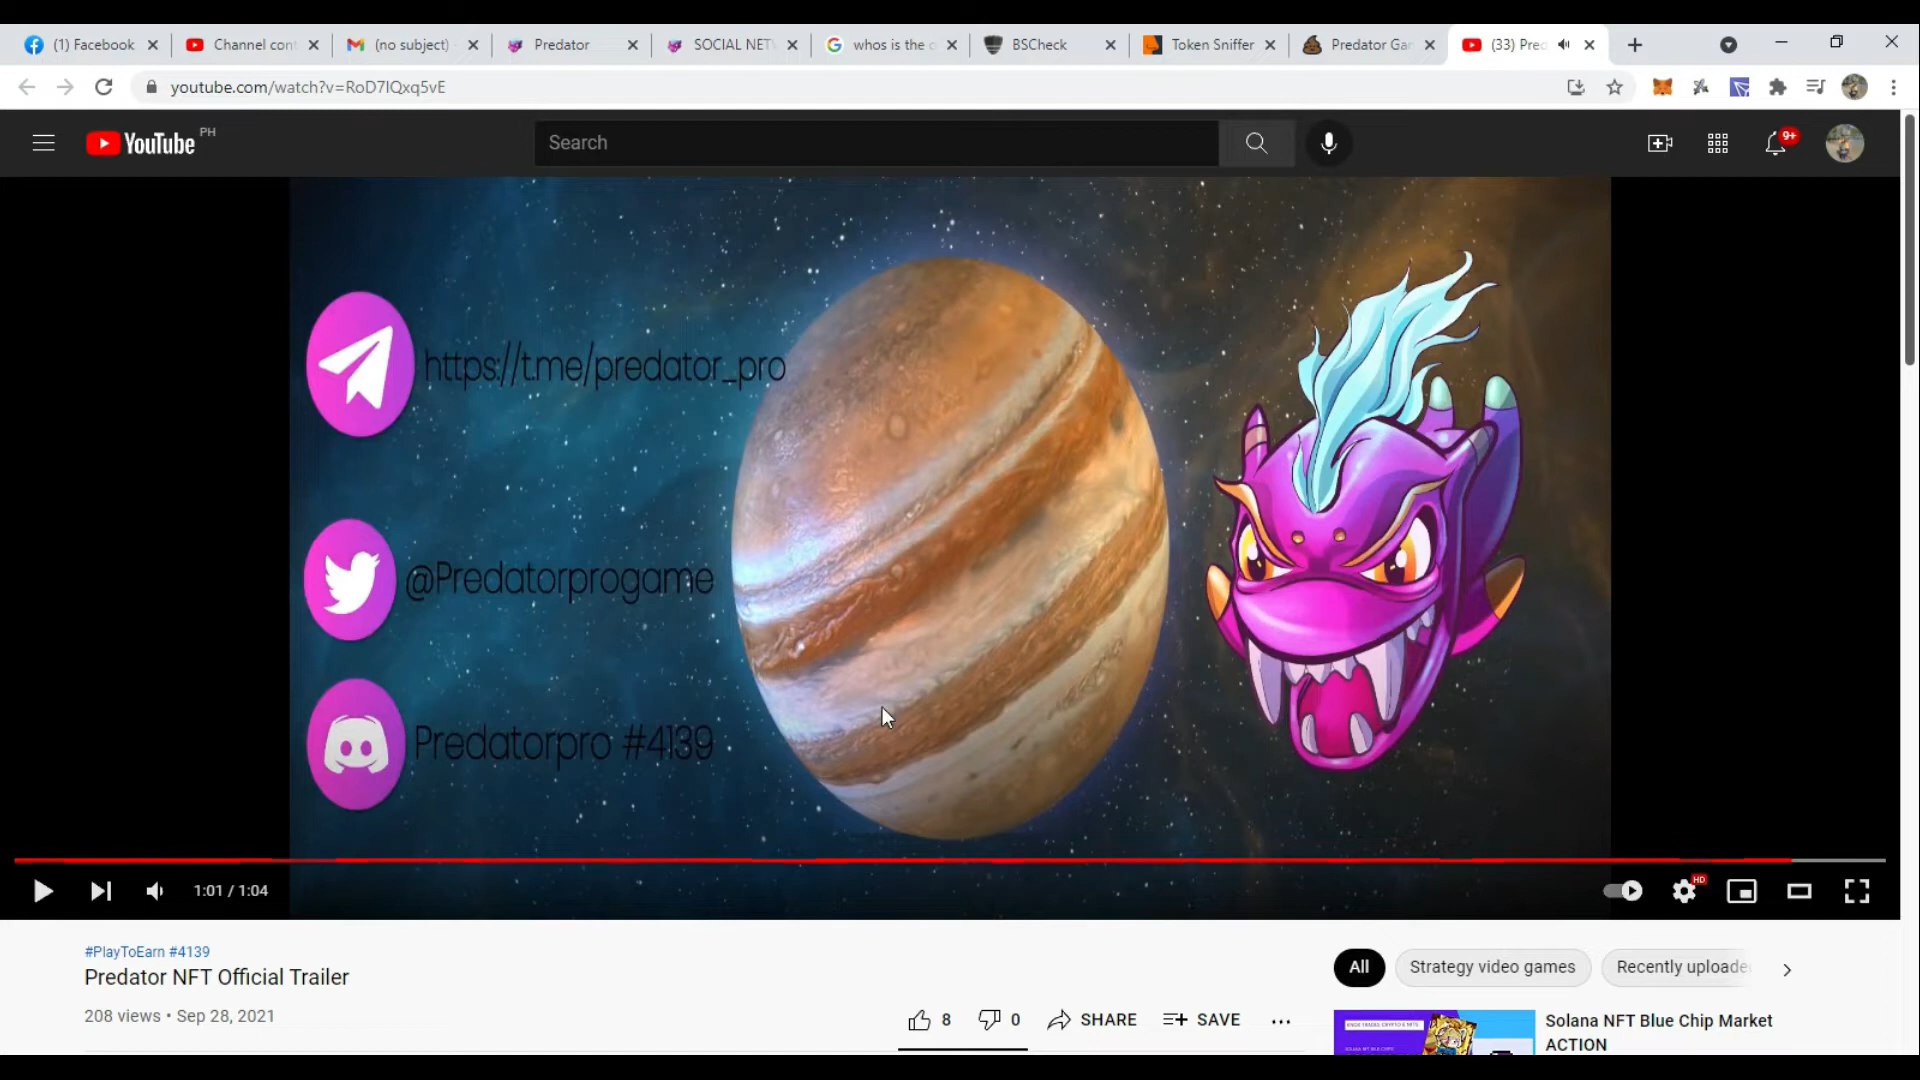 (1) Facebook
Channel cont
(no subject)
Predator
SOCIAL NET
whos is the
BSCheck
Token Sniffer
Predator Gar
(33) Pred
youtube.com/watch?v=RoD7IQxq5vE
YouTube PH
Search
9+
https://t.me/predator_pro
@Predatorprogame
Predatorpro #4139
1:01 / 1:04
HD
#PlayToEarn #4139
Predator NFT Official Trailer
208 views • Sep 28, 2021
8
0
SHARE
SAVE
All
Strategy video games
Recently uploade
Solana NFT Blue Chip Market
ACTION